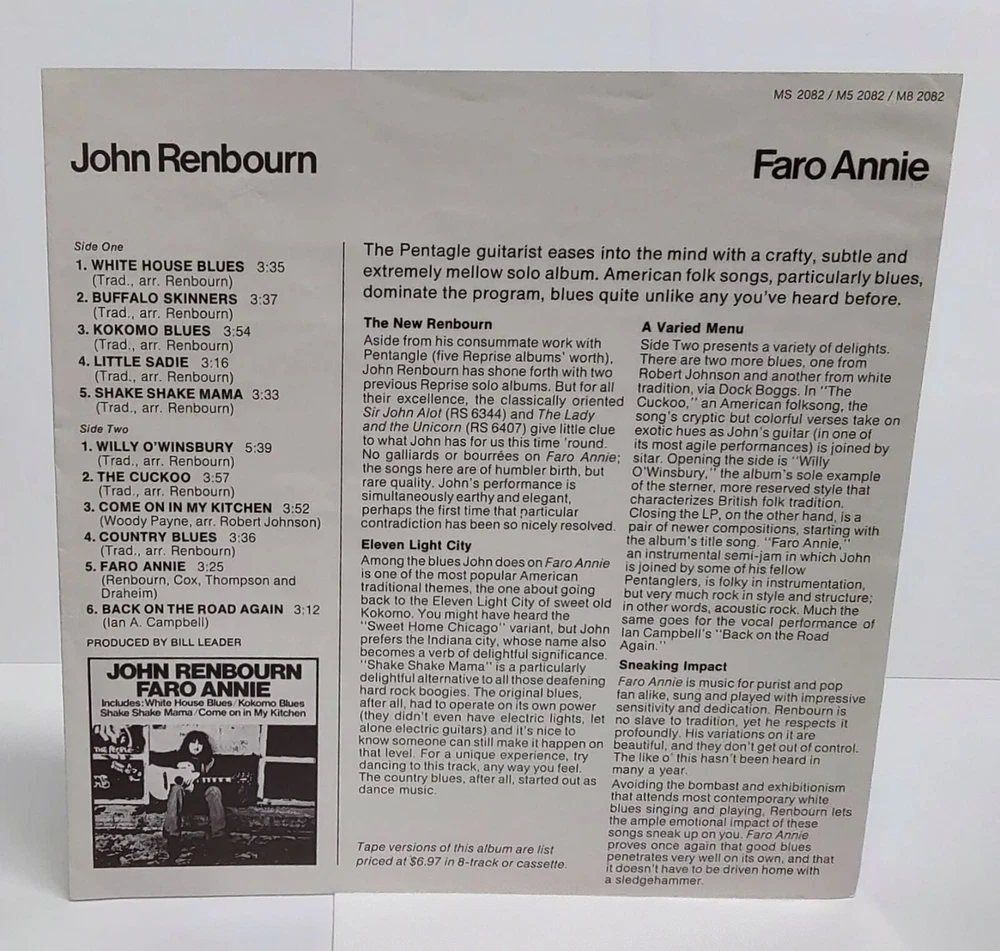 MS 2082 / M5 2082 / M8 2082
John Renbourn
Faro Annie
Side One
1. WHITE HOUSE BLUES 3:35
(Trad., arr. Renbourn)
2. BUFFALO SKINNERS 3:37
(Trad., arr. Renbourn)
3. KOKOMO BLUES 3:54
(Trad., arr. Renbourn)
4. LITTLE SADIE 3:16
(Trad., arr. Renbourn)
5. SHAKE SHAKE MAMA 3:33
(Trad., arr. Renbourn)
Side Two
1. WILLY O'WINSBURY 5:39
(Trad., arr. Renbourn)
2. THE CUCKOO 3:57
(Trad., arr. Renbourn)
3. COME ON IN MY KITCHEN 3:52
(Woody Payne, arr. Robert Johnson)
4. COUNTRY BLUES 3:36
(Trad., arr. Renbourn)
5. FARO ANNIE 3:25
(Renbourn, Cox, Thompson and
Draheim)
6. BACK ON THE ROAD AGAIN 3:12
(Ian A. Campbell)
PRODUCED BY BILL LEADER
JOHN RENBOURN
FARO ANNIE
Includes: White House Blues/Kokomo Blues
Shake Shake Mama/Come on in My Kitchen
THE PEOPLE
The Pentagle guitarist eases into the mind with a crafty, subtle and
extremely mellow solo album. American folk songs, particularly blues,
dominate the program, blues quite unlike any you've heard before.
The New Renbourn
Aside from his consummate work with
Pentangle (five Reprise albums' worth),
John Renbourn has shone forth with two
previous Reprise solo albums. But for all
their excellence, the classically oriented
Sir John Alot (RS 6344) and The Lady
and the Unicorn (RS 6407) give little clue
to what John has for us this time 'round.
No galliards or bourrées on Faro Annie;
the songs here are of humbler birth, but
rare quality. John's performance is
simultaneously earthy and elegant,
perhaps the first time that particular
contradiction has been so nicely resolved.
Eleven Light City
Among the blues John does on Faro Annie
is one of the most popular American
traditional themes, the one about going
back to the Eleven Light City of sweet old
Kokomo. You might have heard the
"Sweet Home Chicago" variant, but John
prefers the Indiana city, whose name also
becomes a verb of delightful significance.
"Shake Shake Mama" is a particularly
delightful alternative to all those deafening
hard rock boogies. The original blues,
after all, had to operate on its own power
(they didn't even have electric lights, let
alone electric guitars) and it's nice to
know someone can still make it happen on
that level. For a unique experience, try
dancing to this track, any way you feel.
The country blues, after all, started out as
dance music.
Tape versions of this album are list
priced at $6.97 in 8-track or cassette.
A Varied Menu
Side Two presents a variety of delights.
There are two more blues, one from
Robert Johnson and another from white
tradition, via Dock Boggs. In "The
Cuckoo," an American folksong, the
song's cryptic but colorful verses take on
exotic hues as John's guitar (in one of
its most agile performances) is joined by
sitar. Opening the side is "Willy
O'Winsbury," the album's sole example
of the sterner, more reserved style that
characterizes British folk tradition.
Closing the LP, on the other hand, is a
pair of newer compositions, starting with
the album's title song. "Faro Annie,"
an instrumental semi-jam in which John
is joined by some of his fellow
Pentanglers, is folky in instrumentation,
but very much rock in style and structure;
in other words, acoustic rock. Much the
same goes for the vocal performance of
Ian Campbell's "Back on the Road
Again."
Sneaking Impact
Faro Annie is music for purist and pop
fan alike, sung and played with impressive
sensitivity and dedication. Renbourn is
no slave to tradition, yet he respects it
profoundly. His variations on it are
beautiful, and they don't get out of control.
The like o' this hasn't been heard in
many a year.
Avoiding the bombast and exhibitionism
that attends most contemporary white
blues singing and playing, Renbourn lets
the ample emotional impact of these
songs sneak up on you. Faro Annie
proves once again that good blues
penetrates very well on its own, and that
it doesn't have to be driven home with
a sledgehammer.